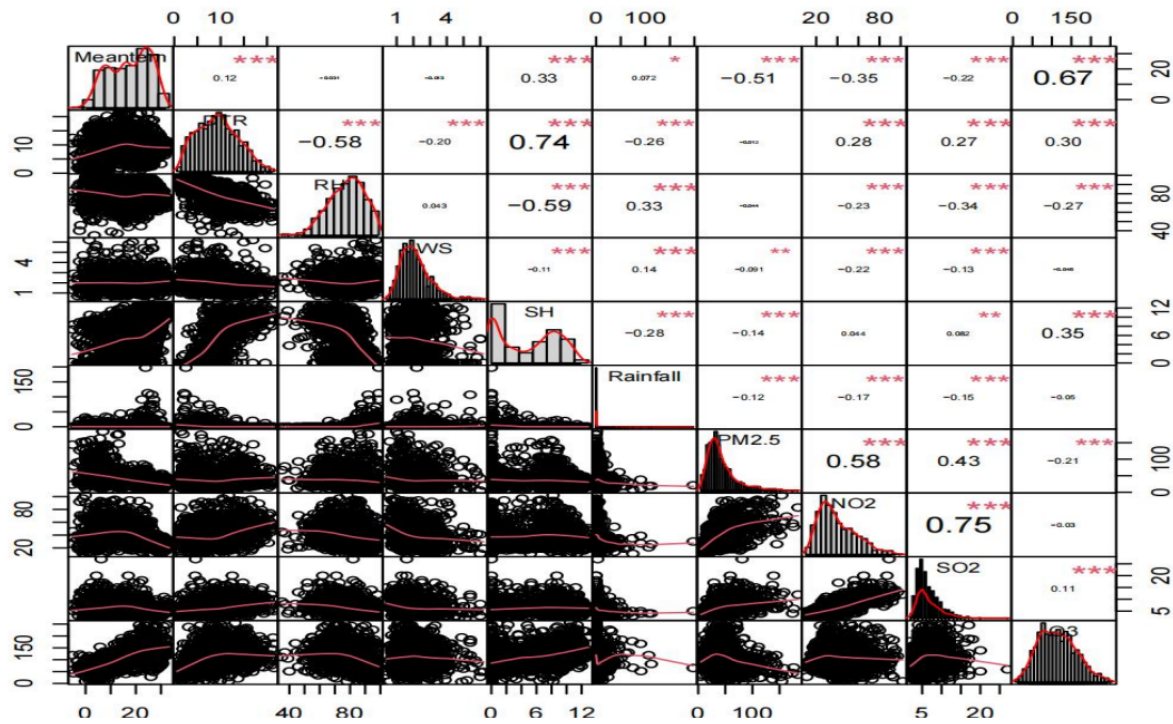 0 10 1 4 0 100 20 80 0 150
Meantem 0.12 *** 0.33 *** 0.072 * −0.51 *** −0.35 *** −0.22 *** 0.67 *** 0 20
0 10 TR −0.58 *** −0.20 *** 0.74 *** −0.26 *** 0.28 *** 0.27 *** 0.30 ***
RH 0.043 −0.59 *** 0.33 *** −0.23 *** −0.34 *** −0.27 *** 40 80
1 4 WS −0.11 *** 0.14 *** −0.091 ** −0.22 *** −0.13 ***
SH −0.28 *** −0.14 *** 0.044 0.082 ** 0.35 *** 0 6 12
0 150 Rainfall −0.12 *** −0.17 *** −0.15 *** −0.05
PM2.5 0.58 *** 0.43 *** −0.21 *** 0 100
20 80 NO2 0.75 *** −0.03
SO2 0.11 *** 5 20
0 150 O3
0 20 40 80 0 6 12 0 100 5 20